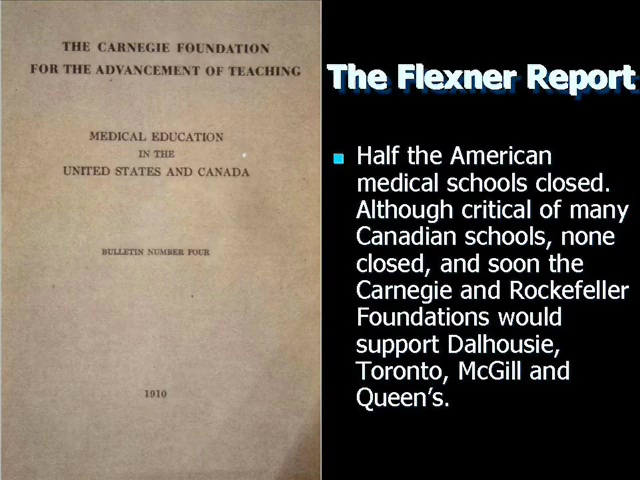 THE CARNEGIE FOUNDATION
FOR THE ADVANCEMENT OF TEACHING
MEDICAL EDUCATION
IN THE
UNITED STATES AND CANADA
BULLETIN NUMBER FOUR
1910
The Flexner Report
Half the American
medical schools closed.
Although critical of many
Canadian schools, none
closed, and soon the
Carnegie and Rockefeller
Foundations would
support Dalhousie,
Toronto, McGill and
Queen's.